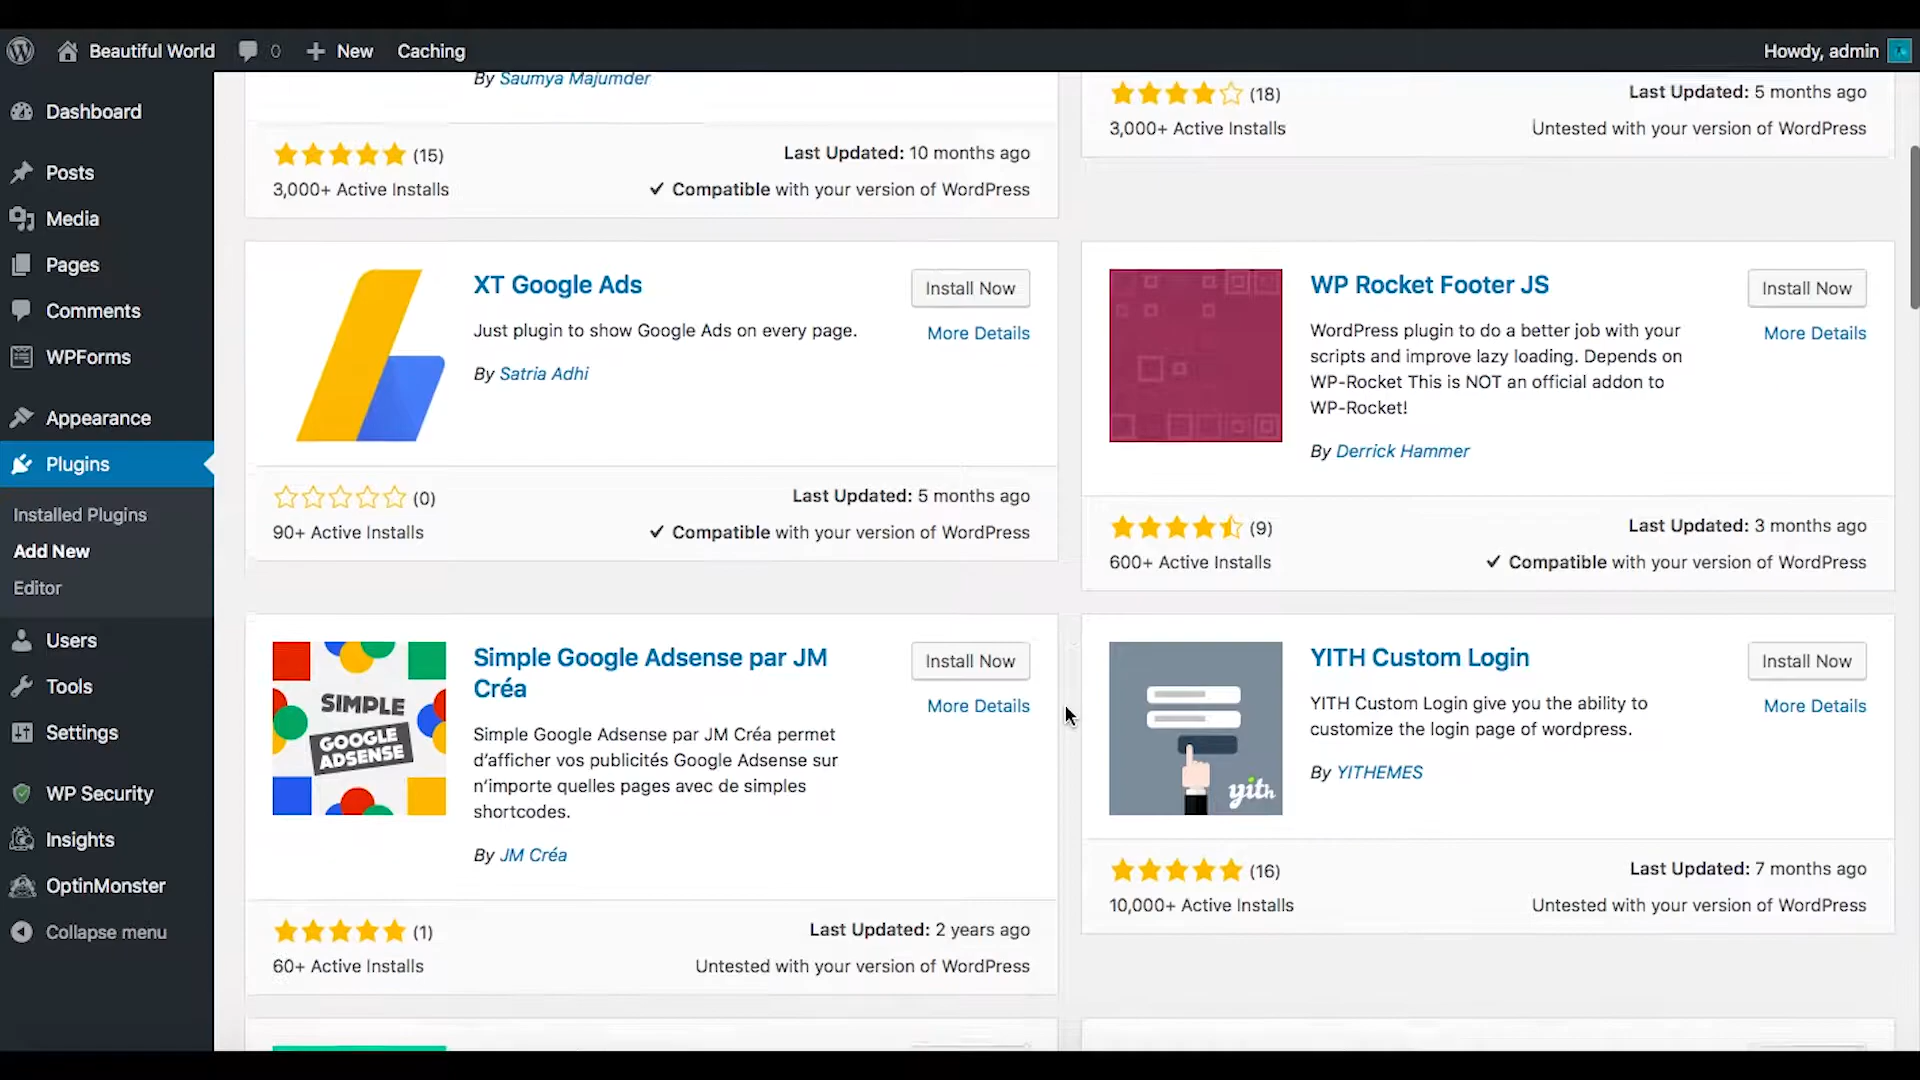 Beautiful World 0 New Caching Howdy, admin
Dashboard
Posts
Media
Pages
Comments
WPForms
Appearance
Plugins
Installed Plugins
Add New
Editor
Users
Tools
Settings
WP Security
Insights
OptinMonster
Collapse menu
By Saumya Majumder
(15)
Last Updated: 10 months ago
3,000+ Active Installs
Compatible with your version of WordPress
(18)
Last Updated: 5 months ago
3,000+ Active Installs
Untested with your version of WordPress
XT Google Ads
Install Now
More Details
Just plugin to show Google Ads on every page.
By Satria Adhi
(0)
Last Updated: 5 months ago
90+ Active Installs
Compatible with your version of WordPress
WP Rocket Footer JS
Install Now
More Details
WordPress plugin to do a better job with your
scripts and improve lazy loading. Depends on
WP-Rocket This is NOT an official addon to
WP-Rocket!
By Derrick Hammer
(9)
Last Updated: 3 months ago
600+ Active Installs
Compatible with your version of WordPress
SIMPLE
GOOGLE
ADSENSE
Simple Google Adsense par JM
Créa
Install Now
More Details
Simple Google Adsense par JM Créa permet
d'afficher vos publicités Google Adsense sur
n'importe quelles pages avec de simples
shortcodes.
By JM Créa
(1)
Last Updated: 2 years ago
60+ Active Installs
Untested with your version of WordPress
yith
YITH Custom Login
Install Now
More Details
YITH Custom Login give you the ability to
customize the login page of wordpress.
By YITHEMES
(16)
Last Updated: 7 months ago
10,000+ Active Installs
Untested with your version of WordPress